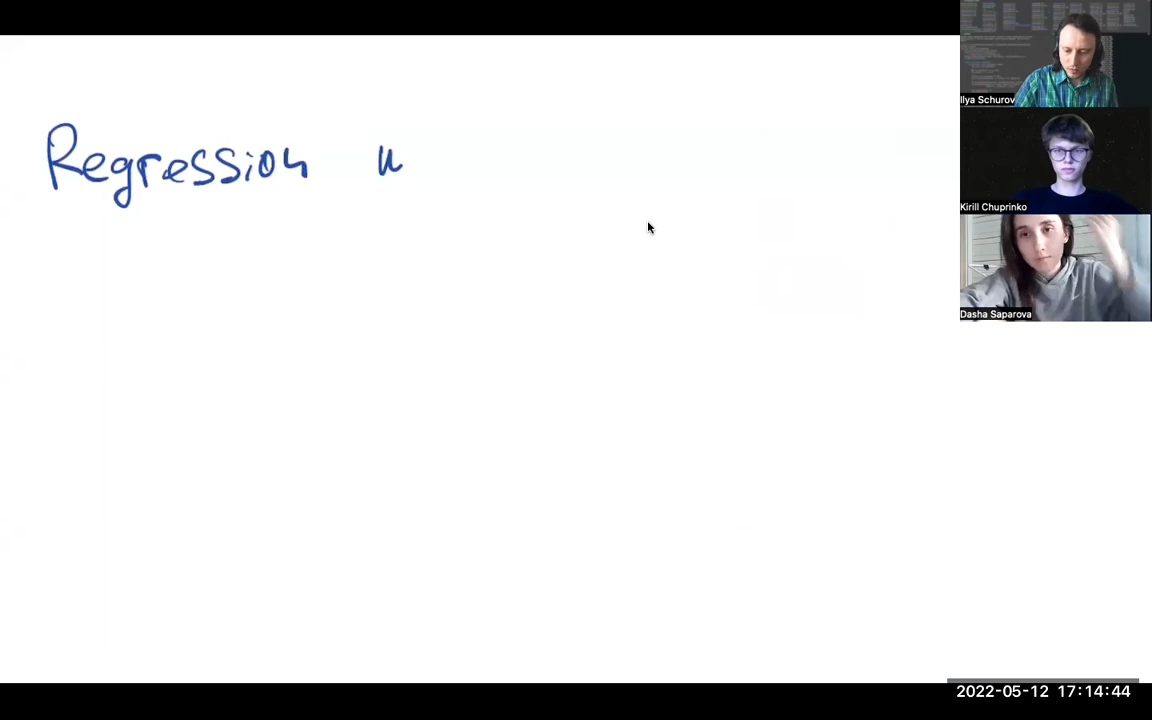 Regression w
Ilya Schurov
Kirill Chuprinko
Dasha Saparova
2022-05-12 17:14:44